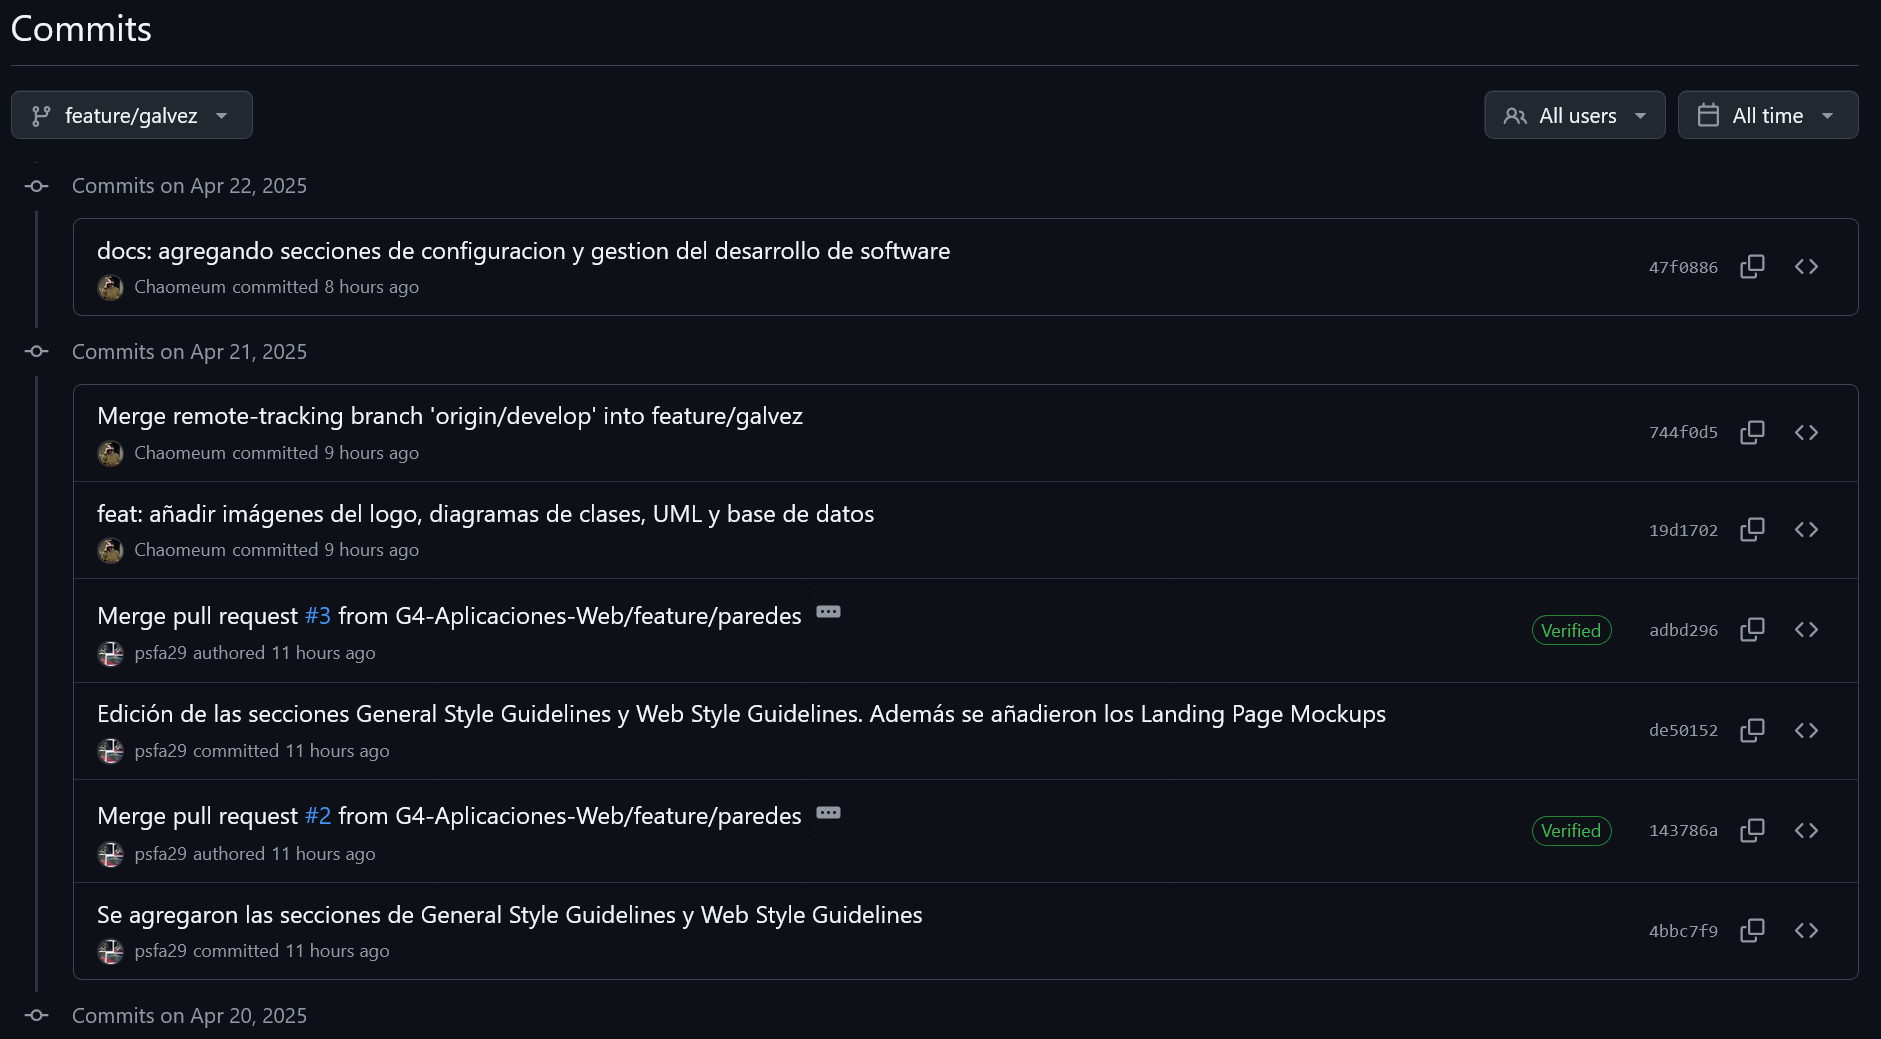 Commits
feature/galvez
All users
All time
Commits on Apr 22, 2025
docs: agregando secciones de configuracion y gestion del desarrollo de software
47f0886
Chaomeum committed 8 hours ago
Commits on Apr 21, 2025
Merge remote-tracking branch 'origin/develop' into feature/galvez
744f0d5
Chaomeum committed 9 hours ago
feat: añadir imágenes del logo, diagramas de clases, UML y base de datos
19d1702
Chaomeum committed 9 hours ago
Merge pull request #3 from G4-Aplicaciones-Web/feature/paredes
Verified
adbd296
psfa29 authored 11 hours ago
Edición de las secciones General Style Guidelines y Web Style Guidelines. Además se añadieron los Landing Page Mockups
de50152
psfa29 committed 11 hours ago
Merge pull request #2 from G4-Aplicaciones-Web/feature/paredes
Verified
143786a
psfa29 authored 11 hours ago
Se agregaron las secciones de General Style Guidelines y Web Style Guidelines
4bbc7f9
psfa29 committed 11 hours ago
Commits on Apr 20, 2025